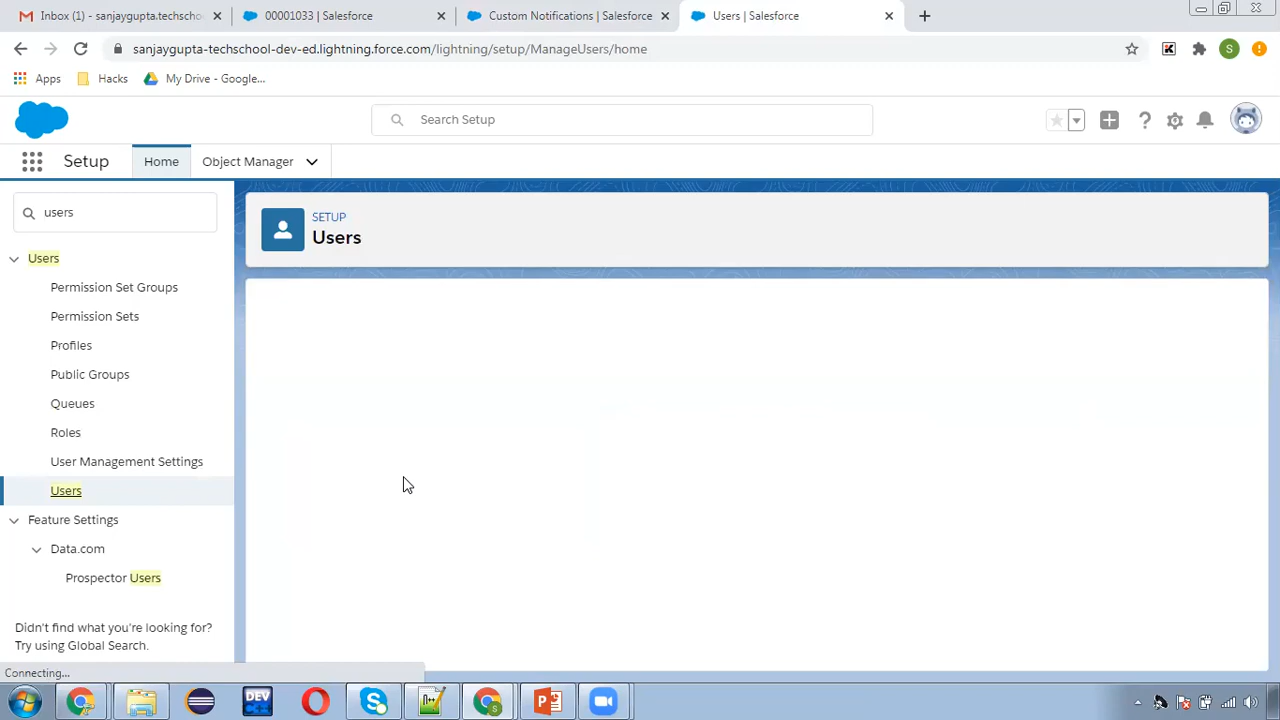 Inbox (1) - sanjaygupta.techscho
00001033 | Salesforce
Custom Notifications | Salesforce
Users | Salesforce
sanjaygupta-techschool-dev-ed.lightning.force.com/lightning/setup/ManageUsers/home
S
Apps
Hacks
My Drive - Google...
Search Setup
Setup
Home
Object Manager
users
SETUP
Users
Users
Permission Set Groups
Permission Sets
Profiles
Public Groups
Queues
Roles
User Management Settings
Users
Feature Settings
Data.com
Prospector Users
Didn't find what you're looking for?
Try using Global Search.
Connecting...
DEV